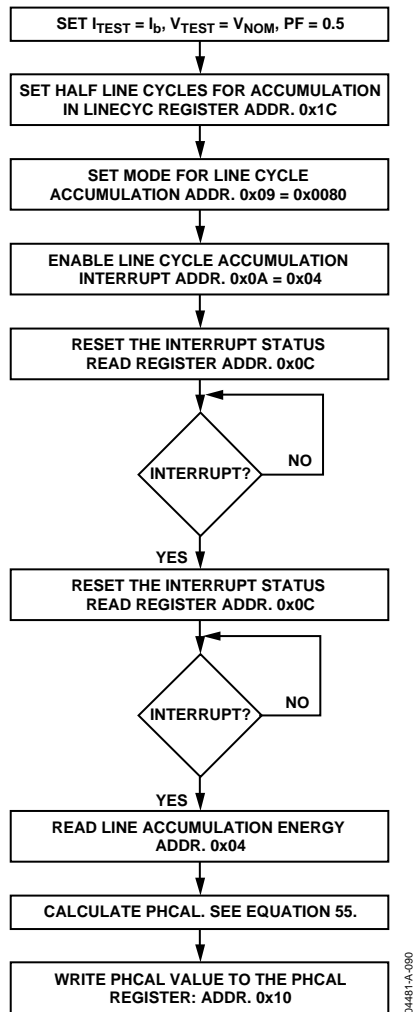 SET I_TEST = I_b, V_TEST = V_NOM, PF = 0.5
SET HALF LINE CYCLES FOR ACCUMULATION
IN LINECYC REGISTER ADDR. 0x1C
SET MODE FOR LINE CYCLE
ACCUMULATION ADDR. 0x09 = 0x0080
ENABLE LINE CYCLE ACCUMULATION
INTERRUPT ADDR. 0x0A = 0x04
RESET THE INTERRUPT STATUS
READ REGISTER ADDR. 0x0C
INTERRUPT?
NO
YES
RESET THE INTERRUPT STATUS
READ REGISTER ADDR. 0x0C
INTERRUPT?
NO
YES
READ LINE ACCUMULATION ENERGY
ADDR. 0x04
CALCULATE PHCAL. SEE EQUATION 55.
WRITE PHCAL VALUE TO THE PHCAL
REGISTER: ADDR. 0x10
04481-A-090